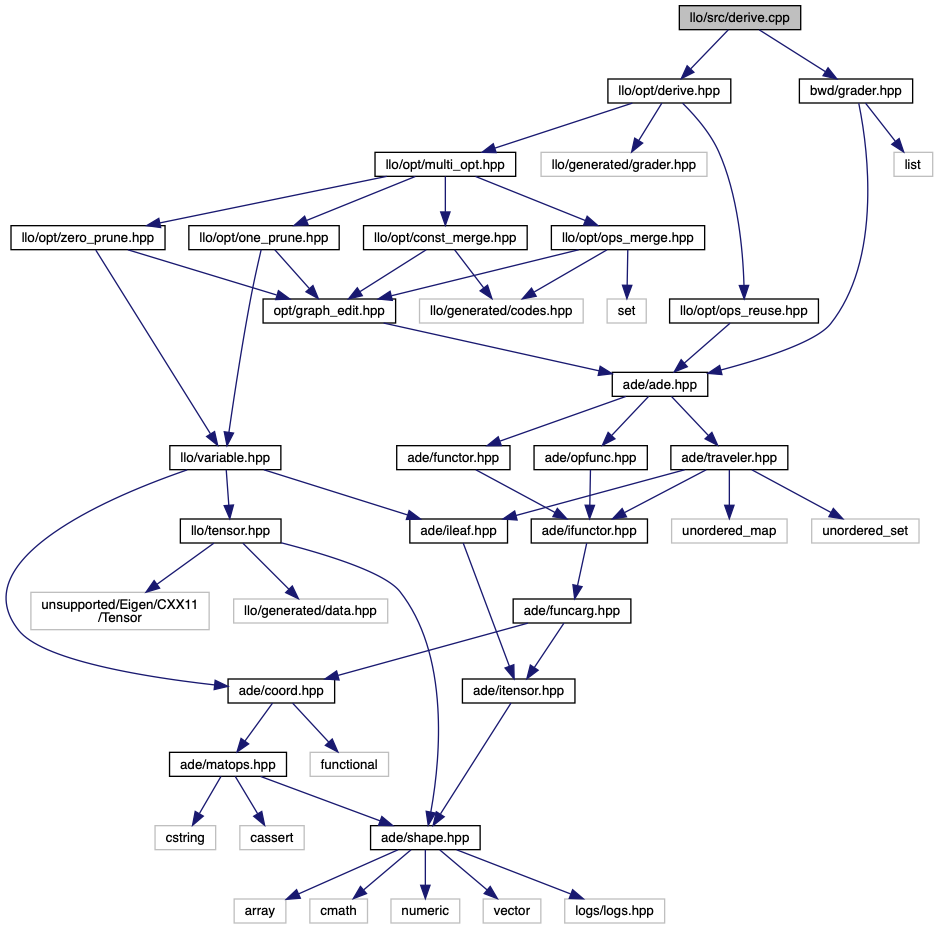 llo/src/derive.cpp
llo/opt/derive.hpp
bwd/grader.hpp
llo/opt/multi_opt.hpp
llo/generated/grader.hpp
list
llo/opt/zero_prune.hpp
llo/opt/one_prune.hpp
llo/opt/const_merge.hpp
llo/opt/ops_merge.hpp
opt/graph_edit.hpp
llo/generated/codes.hpp
set
llo/opt/ops_reuse.hpp
ade/ade.hpp
llo/variable.hpp
ade/functor.hpp
ade/opfunc.hpp
ade/traveler.hpp
llo/tensor.hpp
ade/ileaf.hpp
ade/ifunctor.hpp
unordered_map
unordered_set
unsupported/Eigen/CXX11
/Tensor
llo/generated/data.hpp
ade/funcarg.hpp
ade/coord.hpp
ade/itensor.hpp
ade/matops.hpp
functional
cstring
cassert
ade/shape.hpp
array
cmath
numeric
vector
logs/logs.hpp